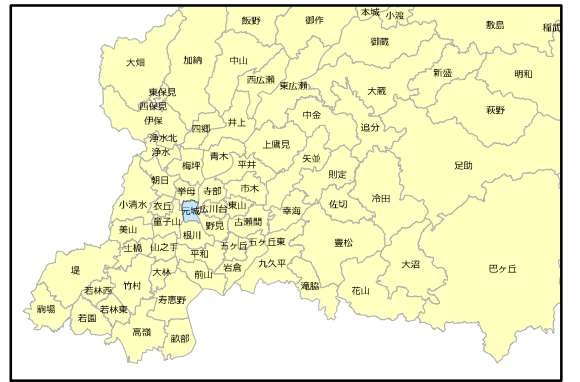 本城
小渡
飯野
御作
敷島
稲武
御蔵
加納
中山
大畑
新盛
明和
西広瀬
東広瀬
大蔵
東保見
西保見
萩野
伊保
中金
井上
四郷
追分
浄水北
上鷹見
浄水
青木
矢並
梅坪
平井
足助
則定
朝日
挙母
寺部
市木
冷田
小清水
衣丘
元城
広川台
東山
佐切
幸海
童子山
野見
古瀬間
美山
根川
豊松
土橋
山之手
五ヶ丘
五ヶ丘東
平和
大沼
巴ヶ丘
堤
大林
前山
岩倉
九久平
竹村
若林西
滝脇
花山
寿恵野
駒場
若園
若林東
高嶺
畝部